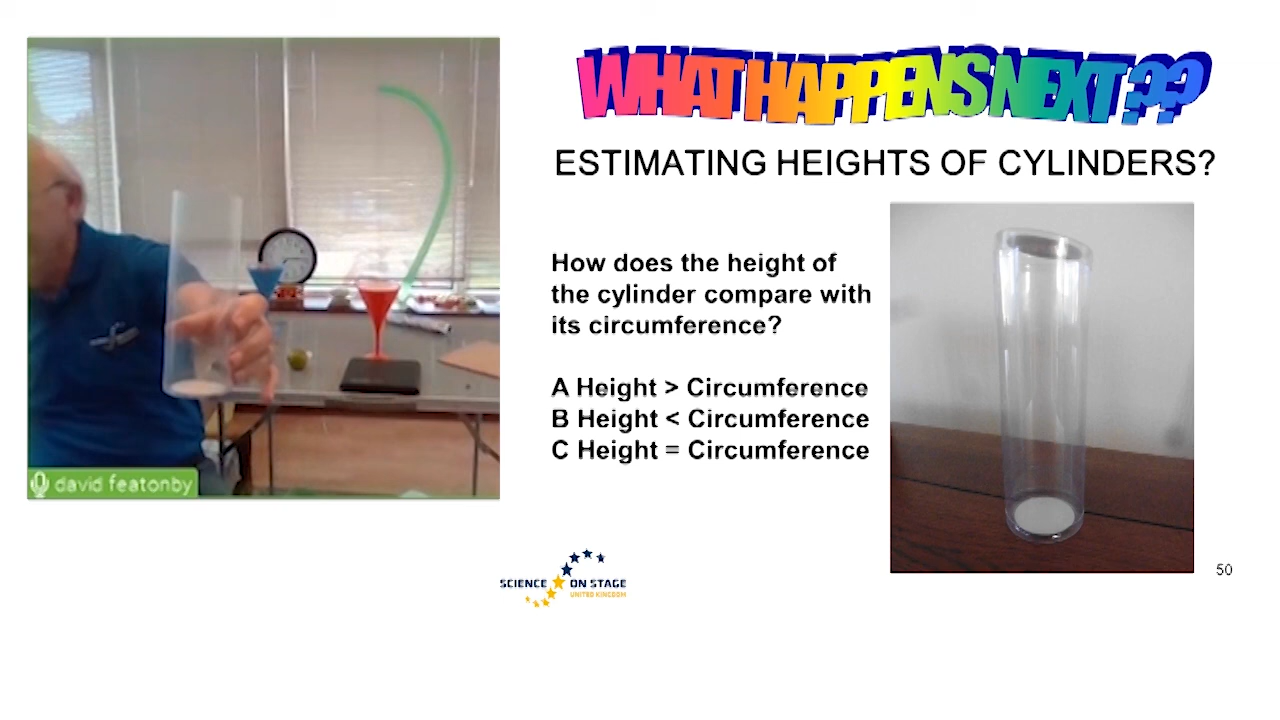 WHAT HAPPENS NEXT ??
ESTIMATING HEIGHTS OF CYLINDERS?
How does the height of
the cylinder compare with
its circumference?
A Height > Circumference
B Height < Circumference
C Height = Circumference
david featonby
SCIENCE ON STAGE
UNITED KINGDOM
50